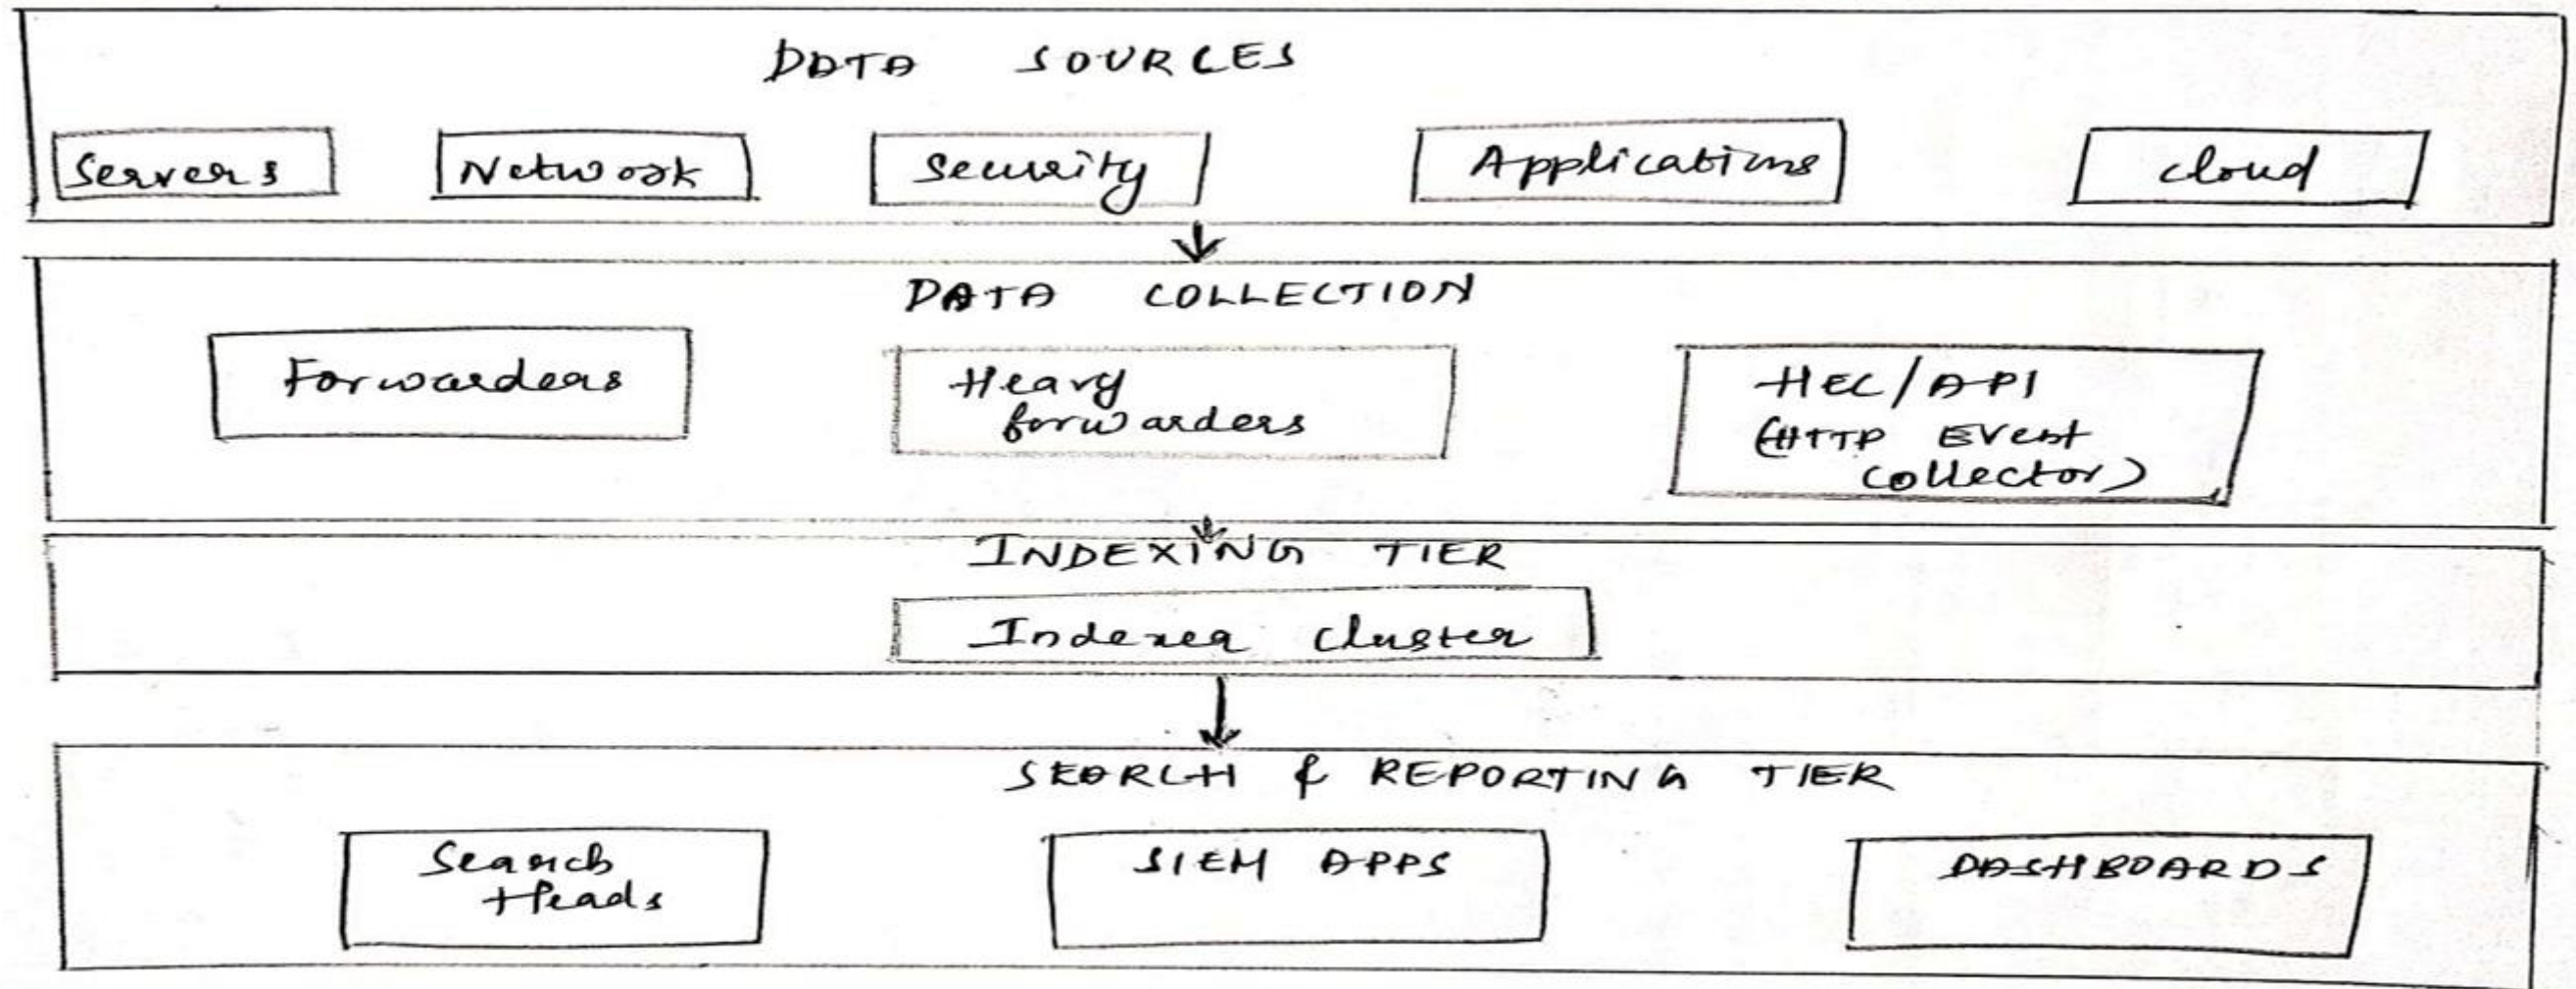 DATA SOURCES
Servers Network Security Applications cloud
DATA COLLECTION
Forwarders Heavy HEC/API
forwarders (HTTP Event
collector)
INDEXING TIER
Indexer cluster
SEARCH & REPORTING TIER
Search SIEM APPS DASHBOARDS
Heads